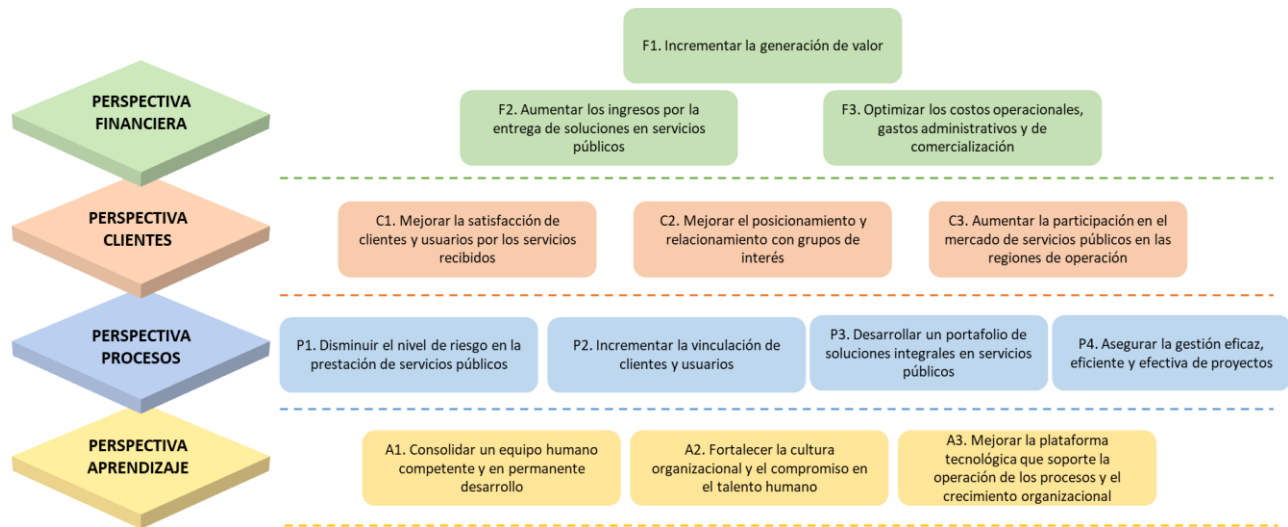 PERSPECTIVA
FINANCIERA
F1. Incrementar la generación de valor
F2. Aumentar los ingresos por la
entrega de soluciones en servicios
públicos
F3. Optimizar los costos operacionales,
gastos administrativos y de
comercialización
PERSPECTIVA
CLIENTES
C1. Mejorar la satisfacción de
clientes y usuarios por los servicios
recibidos
C2. Mejorar el posicionamiento y
relacionamiento con grupos de
interés
C3. Aumentar la participación en el
mercado de servicios públicos en las
regiones de operación
PERSPECTIVA
PROCESOS
P1. Disminuir el nivel de riesgo en la
prestación de servicios públicos
P2. Incrementar la vinculación de
clientes y usuarios
P3. Desarrollar un portafolio de
soluciones integrales en servicios
públicos
P4. Asegurar la gestión eficaz,
eficiente y efectiva de proyectos
PERSPECTIVA
APRENDIZAJE
A1. Consolidar un equipo humano
competente y en permanente
desarrollo
A2. Fortalecer la cultura
organizacional y el compromiso en
el talento humano
A3. Mejorar la plataforma
tecnológica que soporte la
operación de los procesos y el
crecimiento organizacional